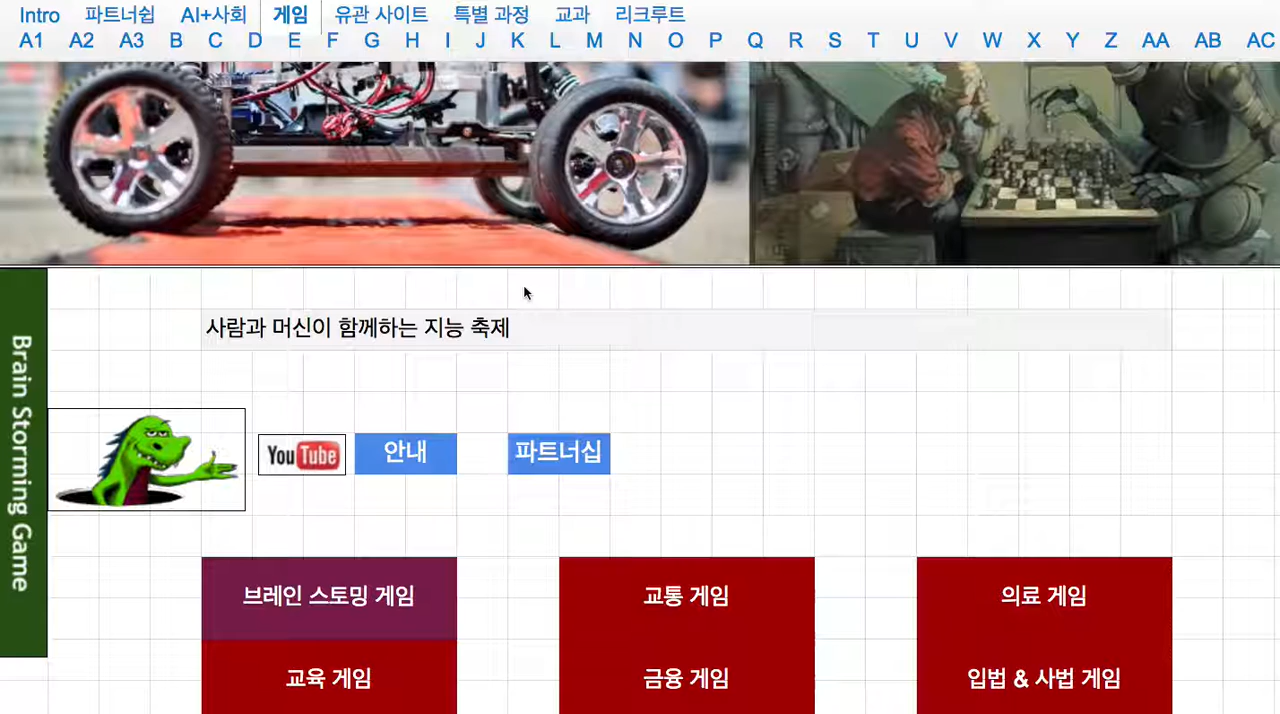 Intro 파트너쉽 AI+사회 게임 유관 사이트 특별 과정 교과 리크루트
A1 A2 A3 B C D E F G H I J K L M N O P Q R S T U V W X Y Z AA AB AC
사람과 머신이 함께하는 지능 축제
Brain Storming Game
YouTube 안내 파트너십
브레인 스토밍 게임 교통 게임 의료 게임
교육 게임 금융 게임 입법 & 사법 게임